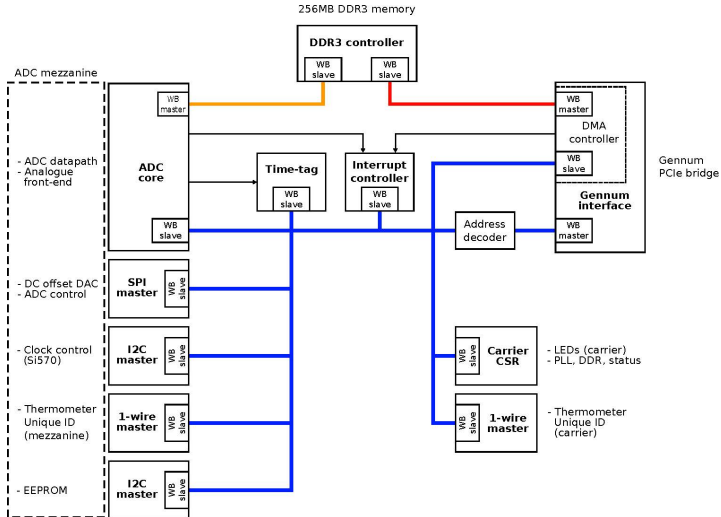 256MB DDR3 memory
DDR3 controller
WB
slave
WB
slave
ADC mezzanine
WB
master
WB
master
DMA
controller
- ADC datapath
- Analogue
front-end
ADC
core
Time-tag
WB
slave
Interrupt
controller
WB
slave
WB
slave
Gennum
PCIe bridge
Gennum
interface
WB
slave
Address
decoder
WB
master
- DC offset DAC
- ADC control
SPI
master
WB
slave
- Clock control
(Si570)
I2C
master
WB
slave
WB
slave
Carrier
CSR
- LEDs (carrier)
- PLL, DDR, status
- Thermometer
Unique ID
(mezzanine)
1-wire
master
WB
slave
WB
slave
1-wire
master
- Thermometer
Unique ID
(carrier)
- EEPROM
I2C
master
WB
slave